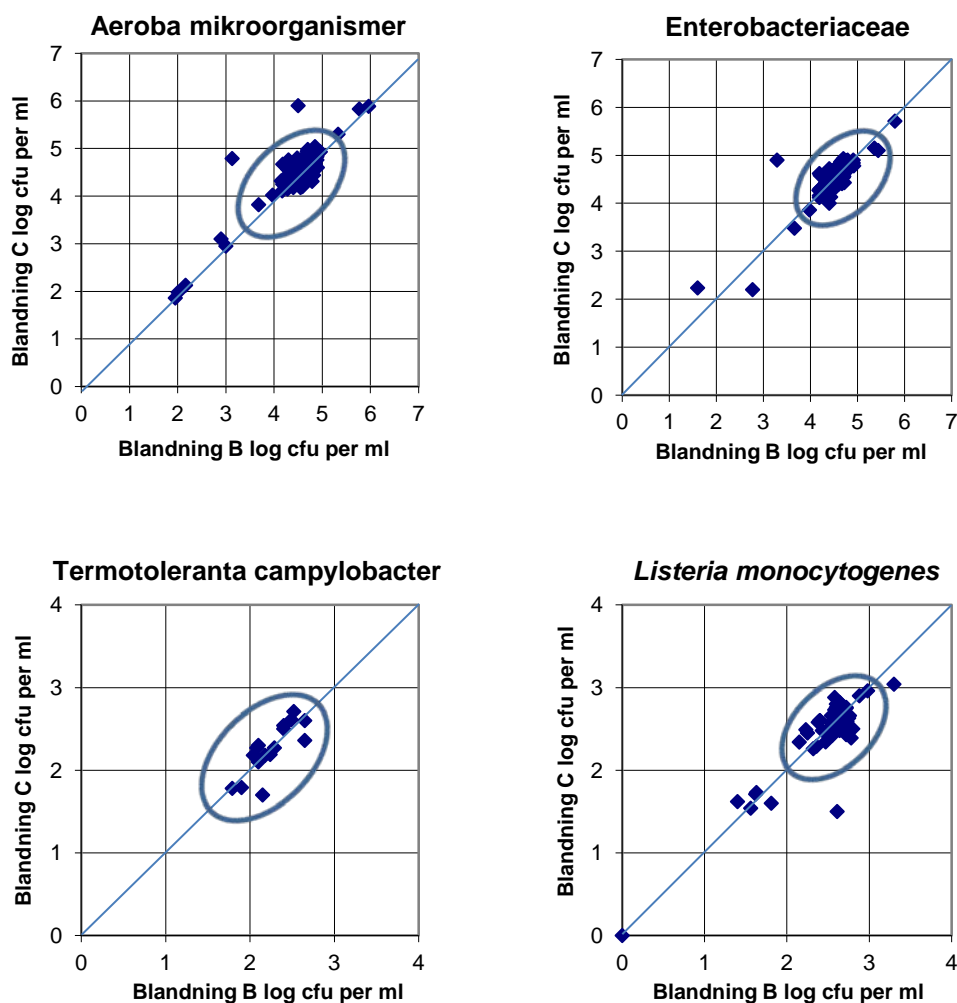 Aeroba mikroorganismer
Blandning C log cfu per ml
7
6
5
4
3
2
1
0
0 1 2 3 4 5 6 7
Blandning B log cfu per ml
Enterobacteriaceae
Blandning C log cfu per ml
7
6
5
4
3
2
1
0
0 1 2 3 4 5 6 7
Blandning B log cfu per ml
Termotoleranta campylobacter
Blandning C log cfu per ml
4
3
2
1
0
0 1 2 3 4
Blandning B log cfu per ml
Listeria monocytogenes
Blandning C log cfu per ml
4
3
2
1
0
0 1 2 3 4
Blandning B log cfu per ml